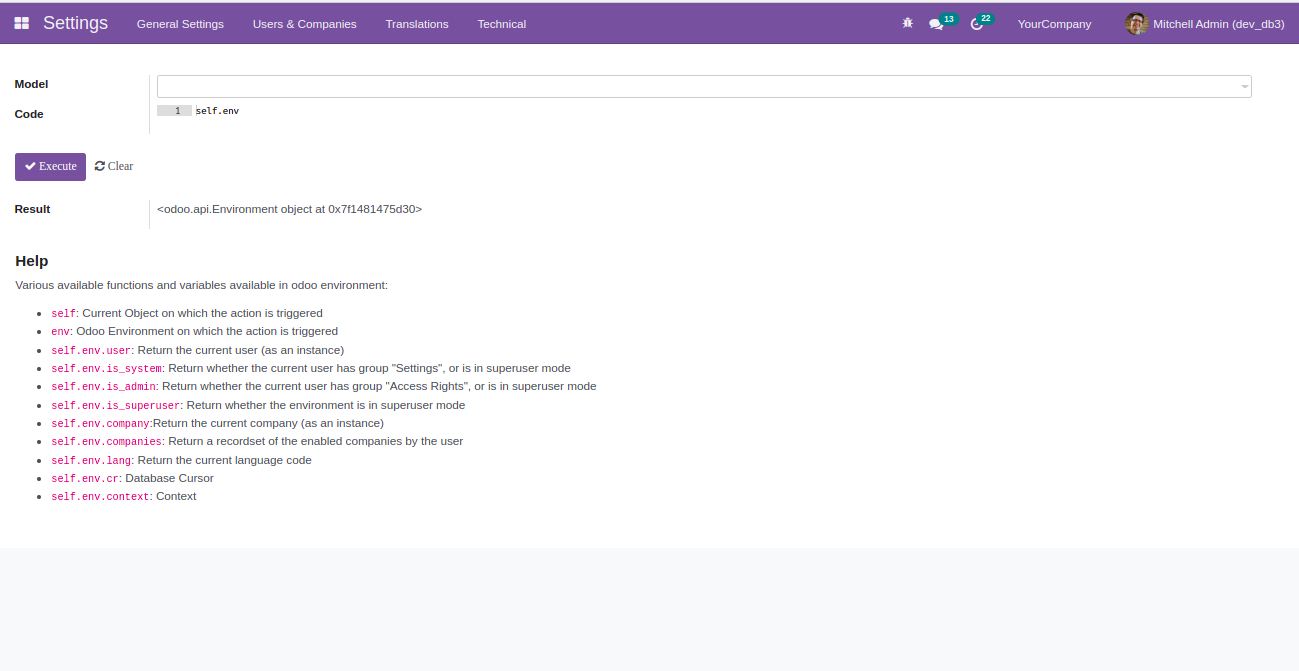 Settings General Settings Users & Companies Translations Technical 13 22 YourCompany Mitchell Admin (dev_db3)
Model
Code 1 self.env
Execute Clear
Result <odoo.api.Environment object at 0x7f1481475d30>
Help
Various available functions and variables available in odoo environment:
self: Current Object on which the action is triggered
env: Odoo Environment on which the action is triggered
self.env.user: Return the current user (as an instance)
self.env.is_system: Return whether the current user has group "Settings", or is in superuser mode
self.env.is_admin: Return whether the current user has group "Access Rights", or is in superuser mode
self.env.is_superuser: Return whether the environment is in superuser mode
self.env.company:Return the current company (as an instance)
self.env.companies: Return a recordset of the enabled companies by the user
self.env.lang: Return the current language code
self.env.cr: Database Cursor
self.env.context: Context